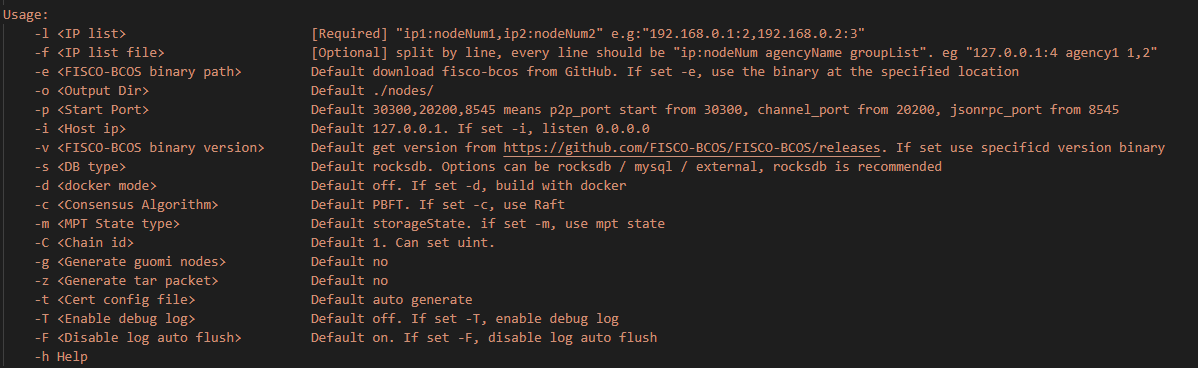 Usage:
    -l <IP list>                        [Required] "ip1:nodeNum1,ip2:nodeNum2" e.g:"192.168.0.1:2,192.168.0.2:3"
    -f <IP list file>                   [Optional] split by line, every line should be "ip:nodeNum agencyName groupList". eg "127.0.0.1:4 agency1 1,2"
    -e <FISCO-BCOS binary path>         Default download fisco-bcos from GitHub. If set -e, use the binary at the specified location
    -o <Output Dir>                     Default ./nodes/
    -p <Start Port>                     Default 30300,20200,8545 means p2p_port start from 30300, channel_port from 20200, jsonrpc_port from 8545
    -i <Host ip>                        Default 127.0.0.1. If set -i, listen 0.0.0.0
    -v <FISCO-BCOS binary version>      Default get version from https://github.com/FISCO-BCOS/FISCO-BCOS/releases. If set use specificd version binary
    -s <DB type>                        Default rocksdb. Options can be rocksdb / mysql / external, rocksdb is recommended
    -d <docker mode>                    Default off. If set -d, build with docker
    -c <Consensus Algorithm>            Default PBFT. If set -c, use Raft
    -m <MPT State type>                 Default storageState. if set -m, use mpt state
    -C <Chain id>                       Default 1. Can set uint.
    -g <Generate guomi nodes>           Default no
    -z <Generate tar packet>            Default no
    -t <Cert config file>               Default auto generate
    -T <Enable debug log>               Default off. If set -T, enable debug log
    -F <Disable log auto flush>         Default on. If set -F, disable log auto flush
    -h Help